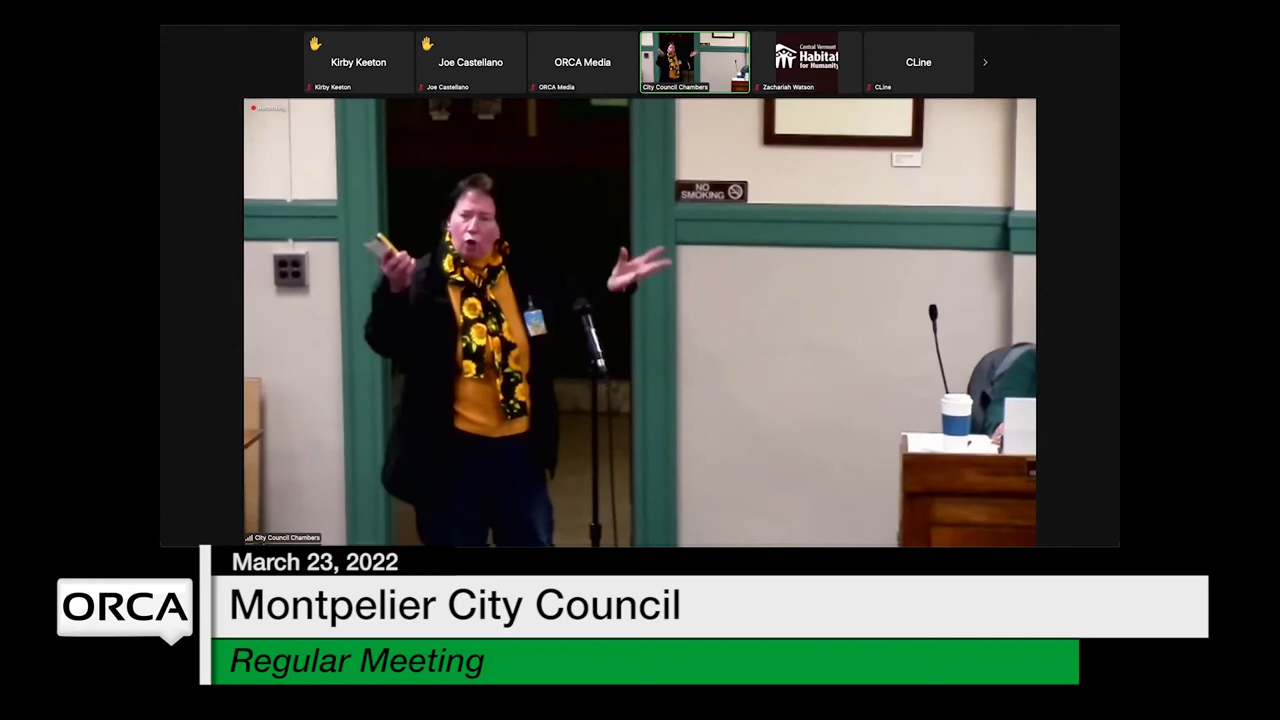 Kirby Keeton
Joe Castellano
ORCA Media
Central Vermont
Habitat
for Humanity
CLine
Kirby Keeton
Joe Castellano
ORCA Media
City Council Chambers
Zachariah Watson
CLine
NO
SMOKING
City Council Chambers
March 23, 2022
ORCA
Montpelier City Council
Regular Meeting